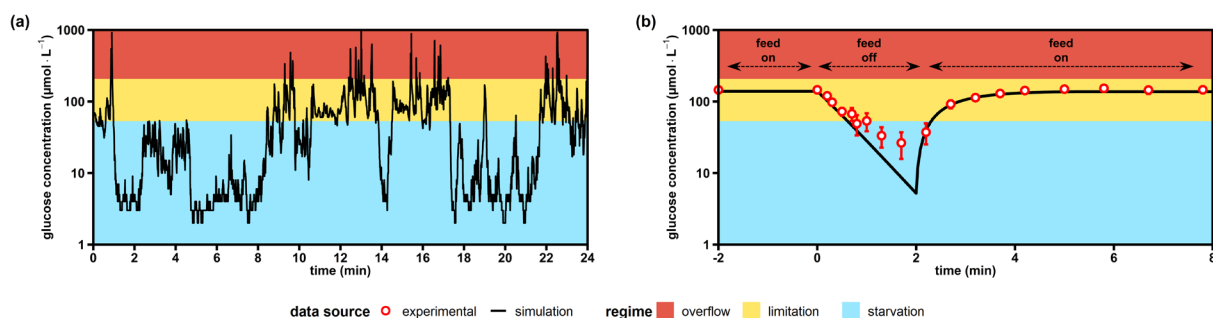 (a)
glucose concentration (µmol · L⁻¹)
1000
100
10
1
0 2 4 6 8 10 12 14 16 18 20 22 24
time (min)
(b)
glucose concentration (µmol · L⁻¹)
1000
100
10
1
feed on
feed off
feed on
-2 0 2 4 6 8
time (min)
data source experimental simulation regime overflow limitation starvation